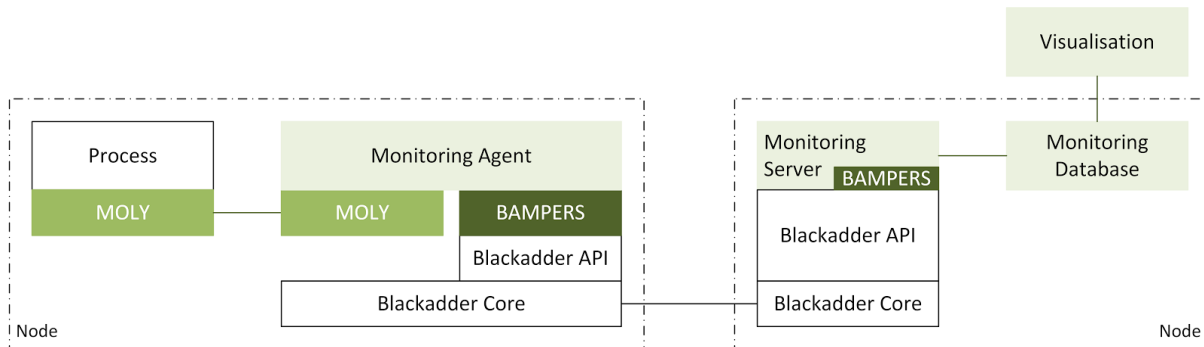 Visualisation
Process
Monitoring Agent
Monitoring
Server
Monitoring
Database
MOLY
MOLY
BAMPERS
BAMPERS
Blackadder API
Blackadder API
Blackadder Core
Blackadder Core
Node
Node